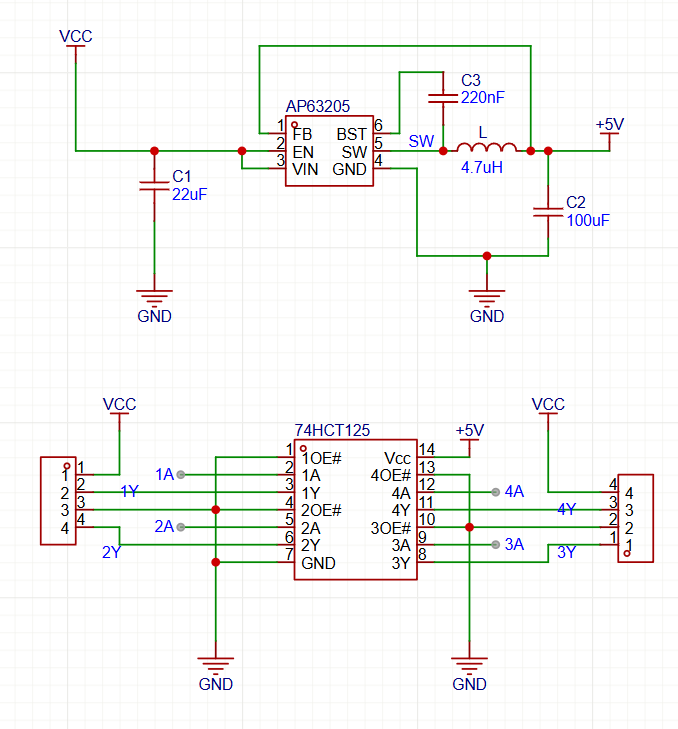 VCC
AP63205
C3
220nF
+5V
1 FB BST 6
2 EN SW 5
3 VIN GND 4
SW
L
4.7uH
C1
22uF
C2
100uF
GND
GND
VCC
VCC
74HCT125
+5V
1 1OE# Vcc 14
2 1A 4OE# 13
3 1Y 4A 12
4 2OE# 4Y 11
5 2A 3OE# 10
6 2Y 3A 9
7 GND 3Y 8
1 1
2 2
3 3
4 4
1A
1Y
2A
2Y
4A
4Y
3A
3Y
4 4
3 3
2 2
1 1
GND
GND